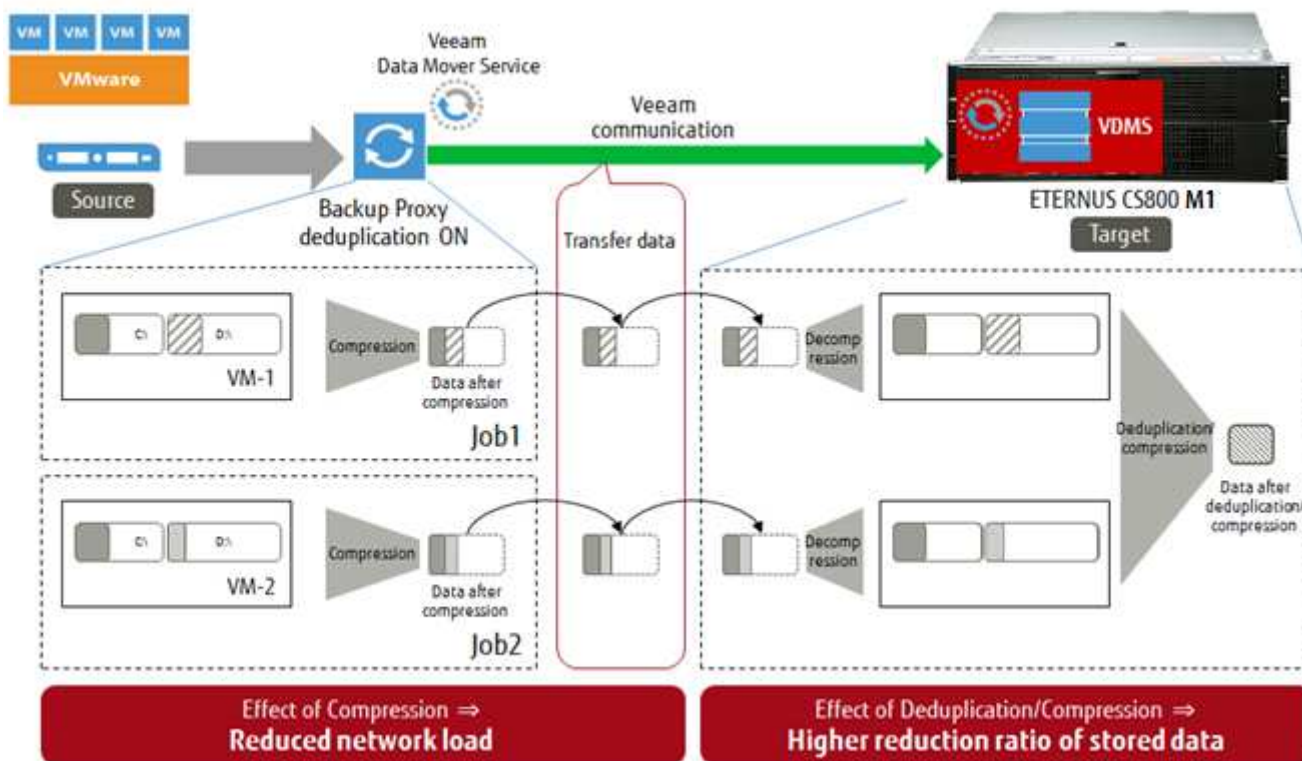 VM VM VM VM
VMware
Source
Veeam
Data Mover Service
Backup Proxy
deduplication ON
Veeam
communication
Transfer data
VDMS
ETERNUS CS800 M1
Target
C:\ D:\
VM-1
Compression
Data after
compression
Job1
Decomp
ression
C:\ D:\
VM-2
Compression
Data after
compression
Job2
Decomp
ression
Deduplication/
compression
Data after
deduplication/
compression
Effect of Compression ⇒
Reduced network load
Effect of Deduplication/Compression ⇒
Higher reduction ratio of stored data